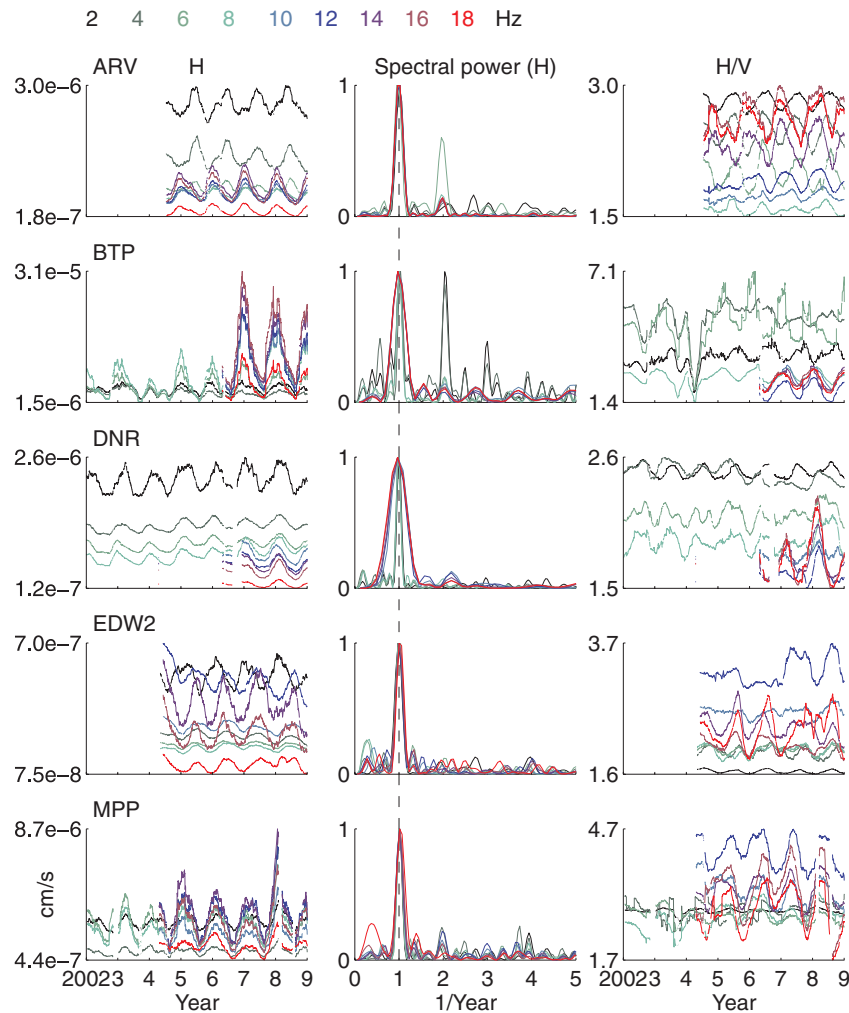 2 4 6 8 10 12 14 16 18 Hz
ARV H Spectral power (H) H/V
3.0e−6 1 3.0
1.8e−7 0 1.5
BTP
3.1e−5 1 7.1
1.5e−6 0 1.4
DNR
2.6e−6 1 2.6
1.2e−7 0 1.5
EDW2
7.0e−7 1 3.7
7.5e−8 0 1.6
MPP
8.7e−6 1 4.7
cm/s
4.4e−7 0 1.7
20023 4 5 6 7 8 9 0 1 2 3 4 5 20023 4 5 6 7 8 9
Year 1/Year Year